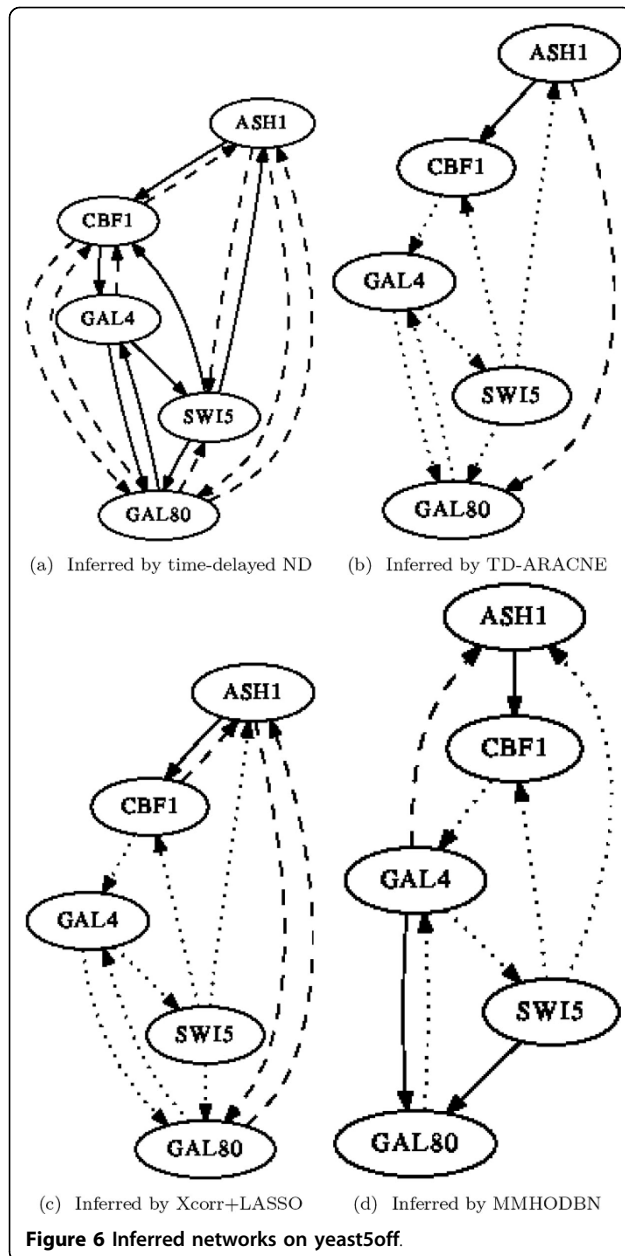 ASH1
CBF1
GAL4
SWI5
GAL80
(a) Inferred by time-delayed ND
ASH1
CBF1
GAL4
SWI5
GAL80
(b) Inferred by TD-ARACNE
ASH1
CBF1
GAL4
SWI5
GAL80
(c) Inferred by Xcorr+LASSO
ASH1
CBF1
GAL4
SWI5
GAL80
(d) Inferred by MMHODBN
Figure 6 Inferred networks on yeast5off.